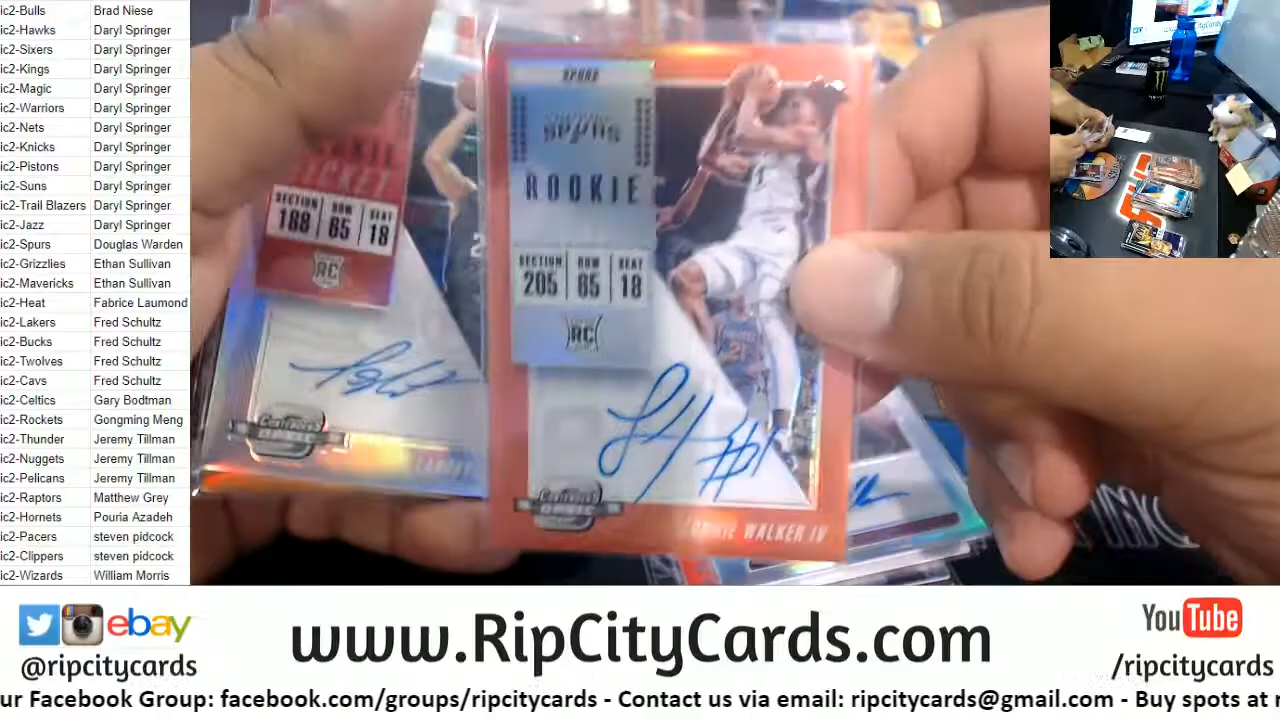 ic2-Bulls Brad Niese
ic2-Hawks Daryl Springer
ic2-Sixers Daryl Springer
ic2-Kings Daryl Springer
ic2-Magic Daryl Springer
ic2-Warriors Daryl Springer
ic2-Nets Daryl Springer
ic2-Knicks Daryl Springer
ic2-Pistons Daryl Springer
ic2-Suns Daryl Springer
ic2-Trail Blazers Daryl Springer
ic2-Jazz Daryl Springer
ic2-Spurs Douglas Warden
ic2-Grizzlies Ethan Sullivan
ic2-Mavericks Ethan Sullivan
ic2-Heat Fabrice Laumond
ic2-Lakers Fred Schultz
ic2-Bucks Fred Schultz
ic2-Twolves Fred Schultz
ic2-Cavs Fred Schultz
ic2-Celtics Gary Bodtman
ic2-Rockets Gongming Meng
ic2-Thunder Jeremy Tillman
ic2-Nuggets Jeremy Tillman
ic2-Pelicans Jeremy Tillman
ic2-Raptors Matthew Grey
ic2-Hornets Pouria Azadeh
ic2-Pacers steven pidcock
ic2-Clippers steven pidcock
ic2-Wizards William Morris
TICKET
SECTION ROW SEAT
188 65 18
RC
SPURS
SPURS
ROOKIE
SECTION ROW SEAT
205 65 18
RC
#1
WALKER IV
ebay
@ripcitycards
www.RipCityCards.com
YouTube
/ripcitycards
ur Facebook Group: facebook.com/groups/ripcitycards - Contact us via email: ripcitycards@gmail.com - Buy spots at